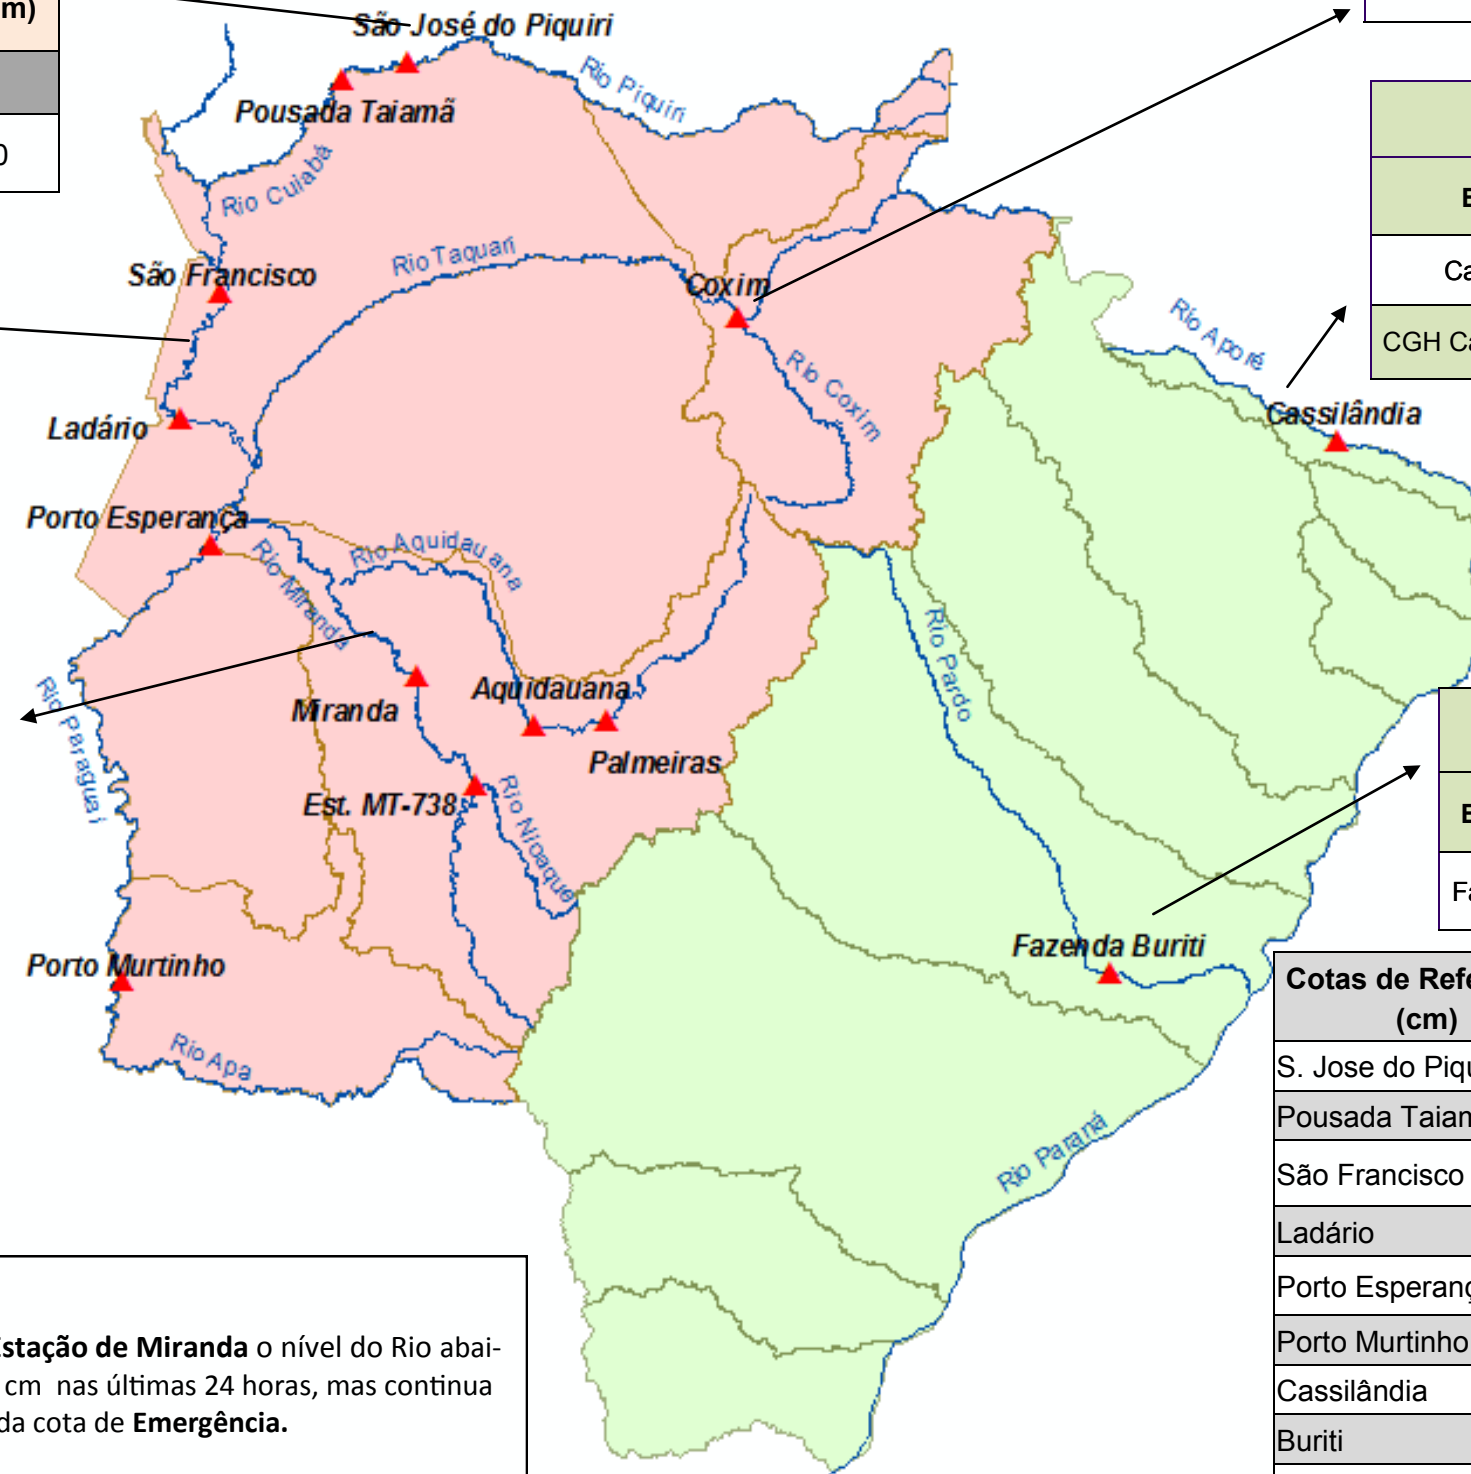 m)
0
São José do Piquiri
Pousada Taiamã
Rio Piquiri
Rio Cuiabá
Rio Taquari
São Francisco
Coxim
Rio Coxim
Rio Aporé
Cassilândia
Ladário
Porto Esperança
Rio Miranda
Rio Aquidauana
Rio Pardo
Rio Paraguai
Miranda
Aquidauana
Palmeiras
Est. MT-738
Rio Nioaque
Porto Murtinho
Fazenda Buriti
Rio Apa
Rio Paraná
E
Ca
CGH Ca
E
Fa
Cotas de Refe
(cm)
S. Jose do Piqu
Pousada Taiam
São Francisco
Ladário
Porto Esperanç
Porto Murtinho
Cassilândia
Buriti
Estação de Miranda o nível do Rio abai-
cm nas últimas 24 horas, mas continua
da cota de Emergência.